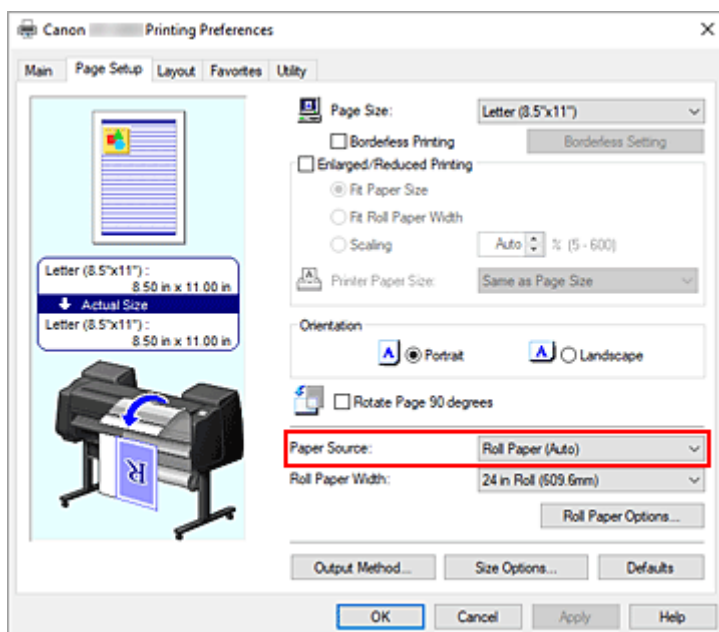 Canon Printing Preferences
Main Page Setup Layout Favorites Utility
Page Size: Letter (8.5"x11")
Borderless Printing Borderless Setting
Enlarged/Reduced Printing
Fit Paper Size
Fit Roll Paper Width
Scaling Auto % (5 - 600)
Printer Paper Size: Same as Page Size
Letter (8.5"x11") :
8.50 in x 11.00 in
Actual Size
Letter (8.5"x11") :
8.50 in x 11.00 in
Orientation
A Portrait A Landscape
Rotate Page 90 degrees
R
Paper Source: Roll Paper (Auto)
Roll Paper Width: 24 in Roll (609.6mm)
Roll Paper Options...
Output Method... Size Options... Defaults
OK Cancel Apply Help